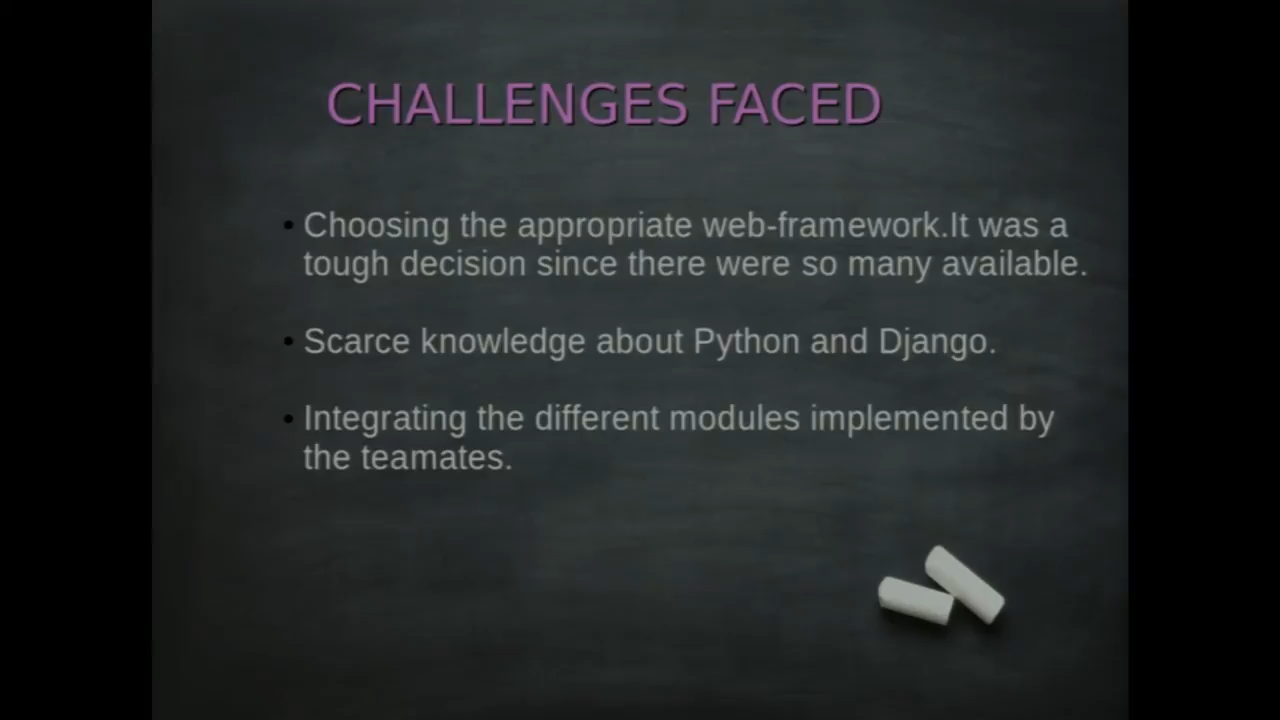 CHALLENGES FACED
• Choosing the appropriate web-framework.It was a
tough decision since there were so many available.
• Scarce knowledge about Python and Django.
• Integrating the different modules implemented by
the teamates.